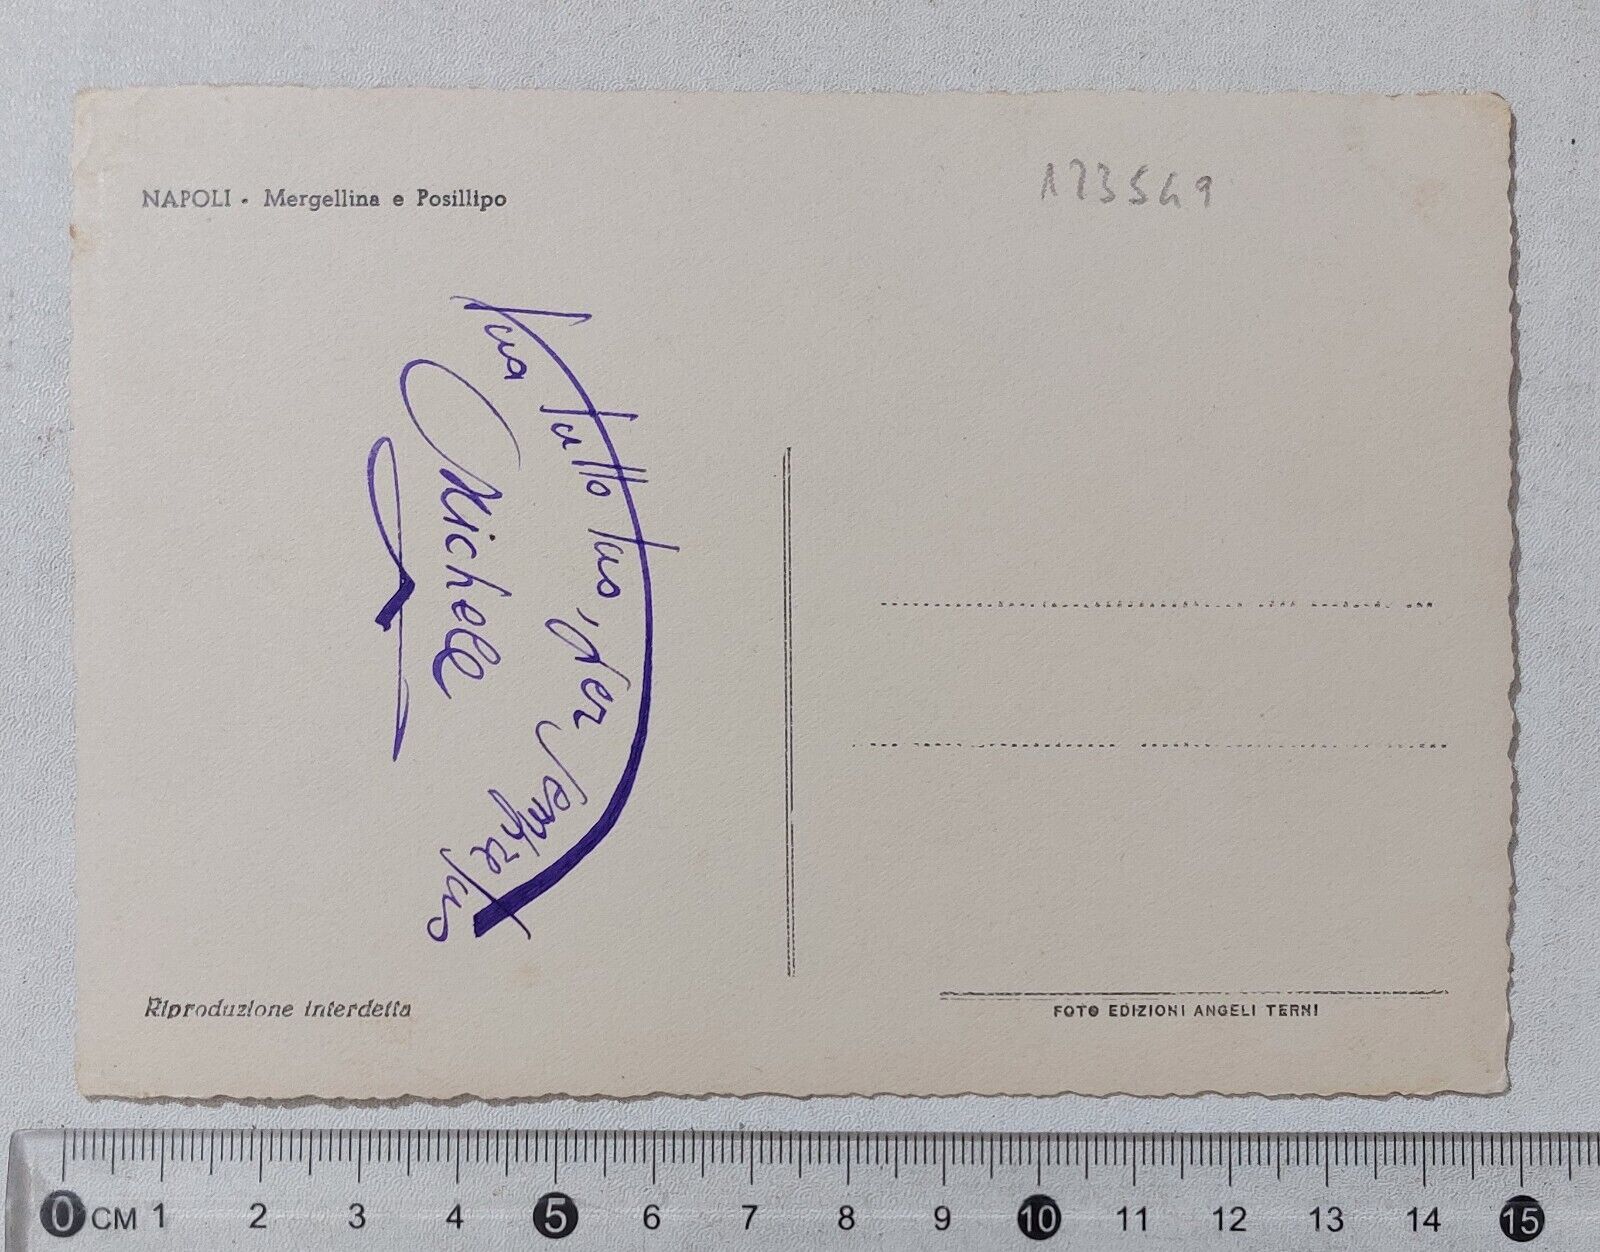 NAPOLI • Mergellina e Posillipo
173549
tutto tuo, per sempre tuo
Michele
Riproduzione interdetta
FOTO EDIZIONI ANGELI TERNI
0 CM 1 2 3 4 5 6 7 8 9 10 11 12 13 14 15